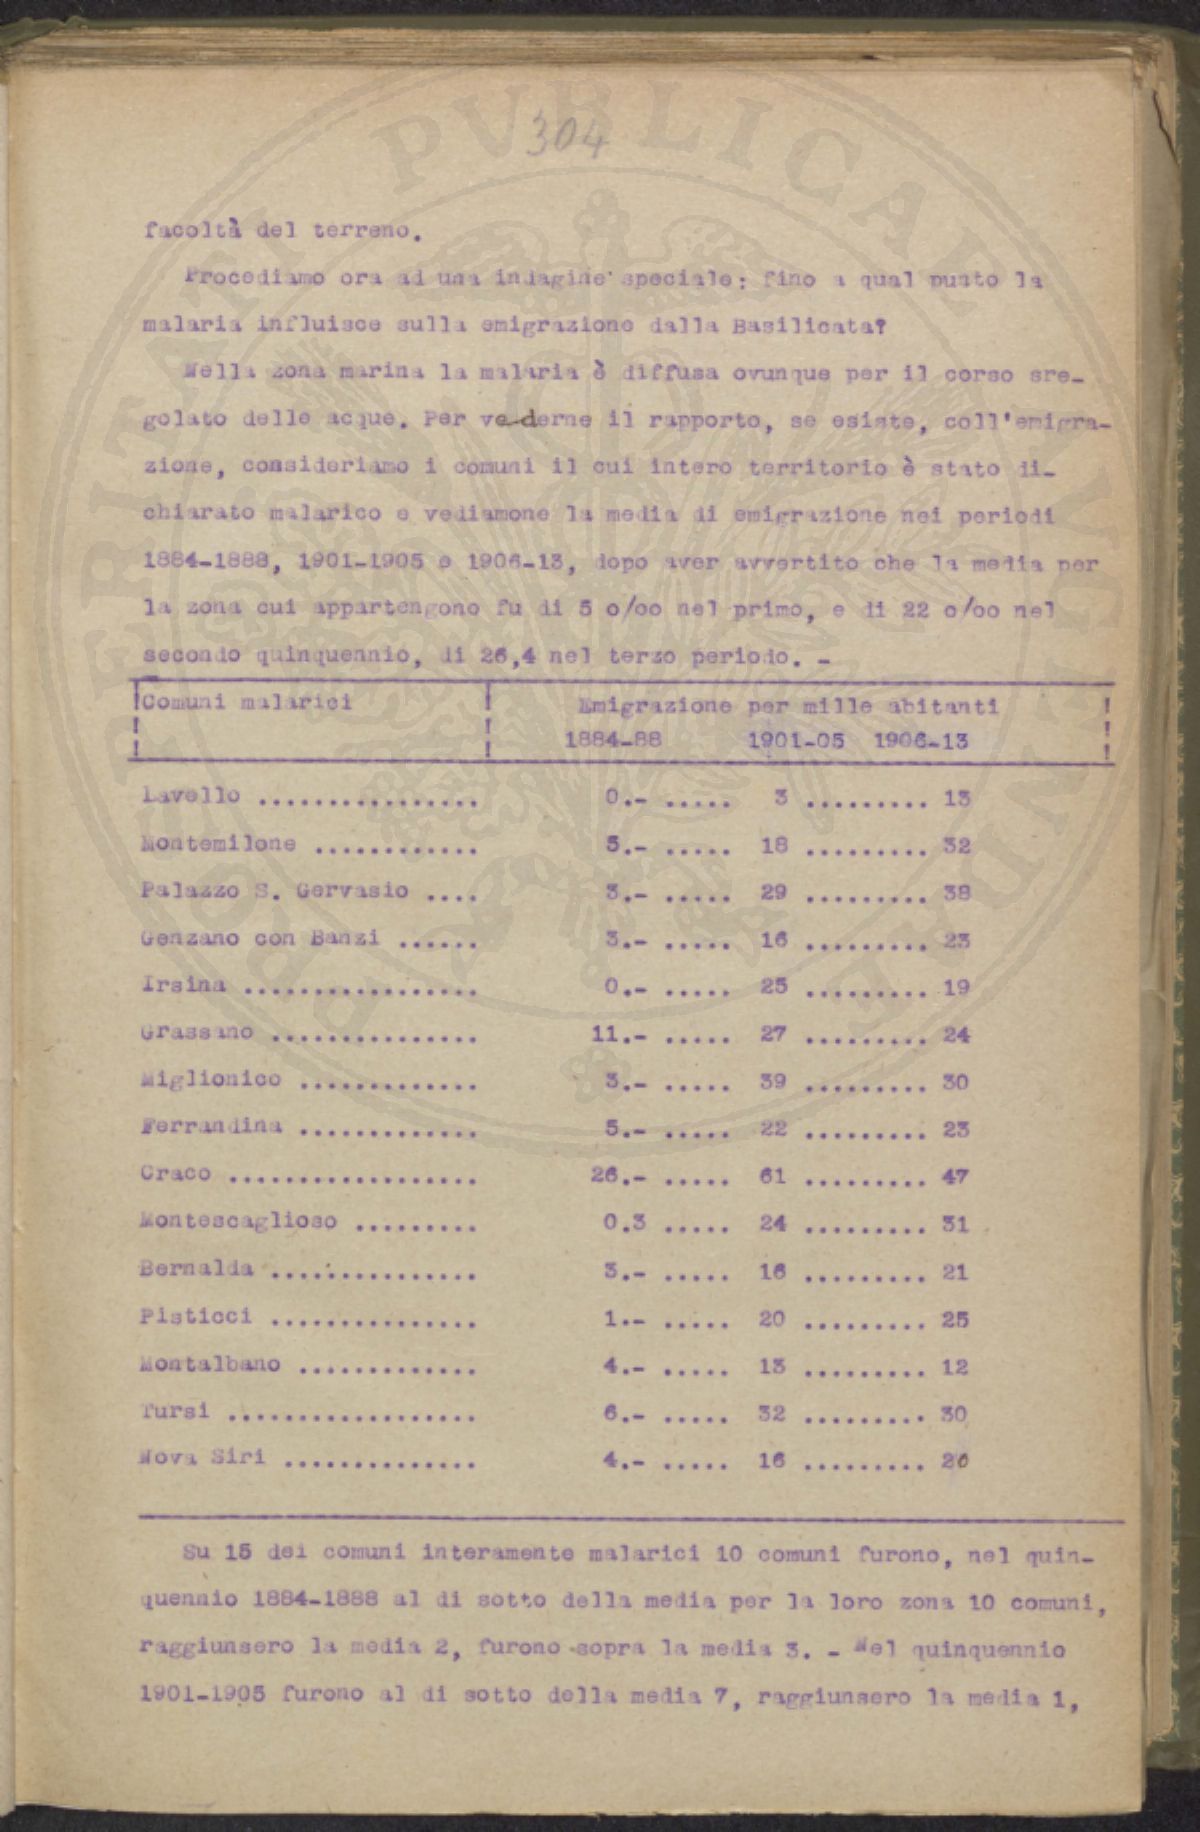 304
facoltà del terreno.
Procediamo ora ad una indagine speciale: fino a qual punto la
malaria influisce sulla emigrazione dalla Basilicata?
Nella zona marina la malaria è diffusa ovunque per il corso sre-
golato delle acque. Per vederne il rapporto, se esiste, coll'emigra-
zione, consideriamo i comuni il cui intero territorio è stato di-
chiarato malarico e vediamone la media di emigrazione nei periodi
1884-1888, 1901-1905 e 1906-13, dopo aver avvertito che la media per
la zona cui appartengono fu di 5 o/oo nel primo, e di 22 o/oo nel
secondo quinquennio, di 26,4 nel terzo periodo. -
Comuni malarici Emigrazione per mille abitanti
1884-88 1901-05 1906-13
Lavello ................ 0.- ..... 3 ......... 13
Montemilone ............ 5.- ..... 18 ......... 32
Palazzo S. Gervasio .... 3.- ..... 29 ......... 38
Genzano con Banzi ...... 3.- ..... 16 ......... 23
Irsina ................. 0.- ..... 25 ......... 19
Grassano ............... 11.- ..... 27 ......... 24
Miglionico ............. 3.- ..... 39 ......... 30
Ferrandina ............. 5.- ..... 22 ......... 23
Craco .................. 26.- ..... 61 ......... 47
Montescaglioso ......... 0.3 ..... 24 ......... 31
Bernalda ............... 3.- ..... 16 ......... 21
Pisticci ............... 1.- ..... 20 ......... 25
Montalbano ............. 4.- ..... 13 ......... 12
Tursi .................. 6.- ..... 32 ......... 30
Nova Siri .............. 4.- ..... 16 ......... 20
Su 15 dei comuni interamente malarici 10 comuni furono, nel quin-
quennio 1884-1888 al di sotto della media per la loro zona 10 comuni,
raggiunsero la media 2, furono sopra la media 3. - Nel quinquennio
1901-1905 furono al di sotto della media 7, raggiunsero la media 1,